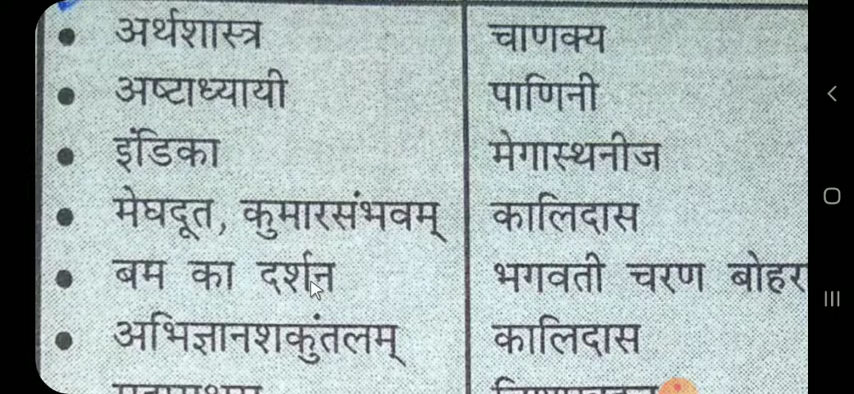 अर्थशास्त्र चाणक्य
अष्टाध्यायी पाणिनी
इंडिका मेगास्थनीज
मेघदूत, कुमारसंभवम् कालिदास
बम का दर्शन भगवती चरण बोहर
अभिज्ञानशकुंतलम् कालिदास